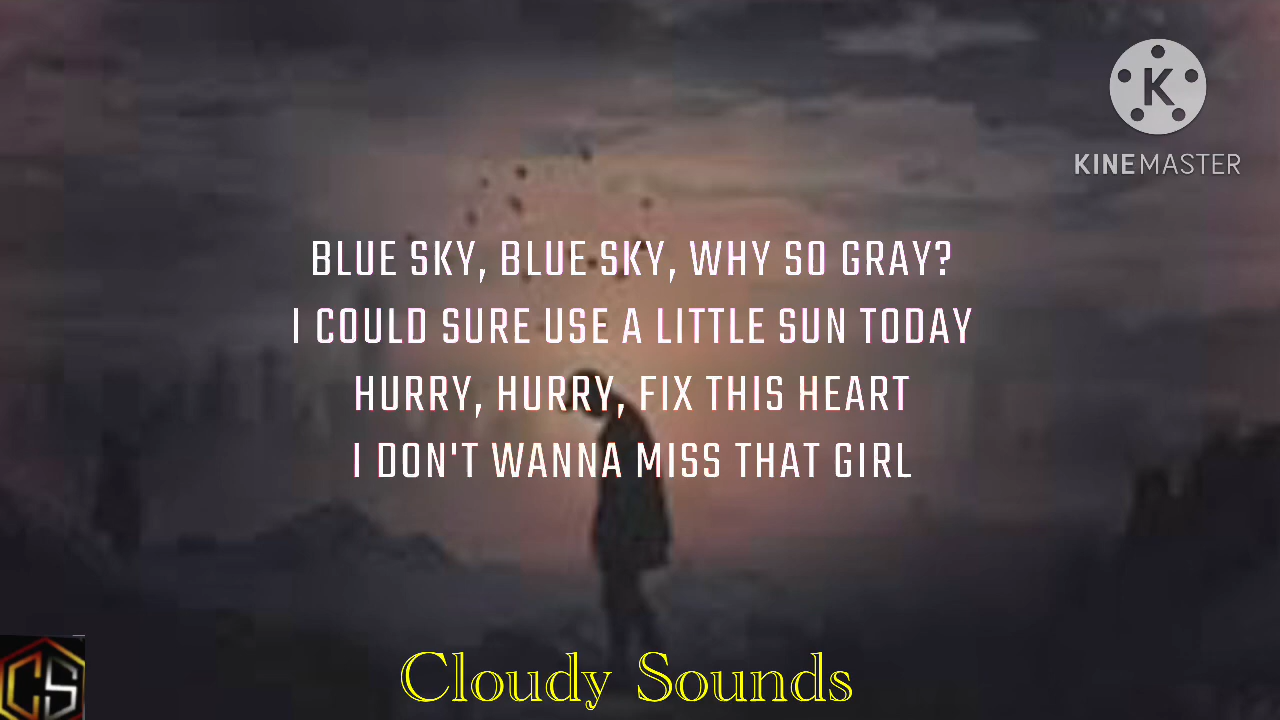 KINEMASTER
BLUE SKY, BLUE SKY, WHY SO GRAY?
I COULD SURE USE A LITTLE SUN TODAY
HURRY, HURRY, FIX THIS HEART
I DON'T WANNA MISS THAT GIRL
Cloudy Sounds
CS